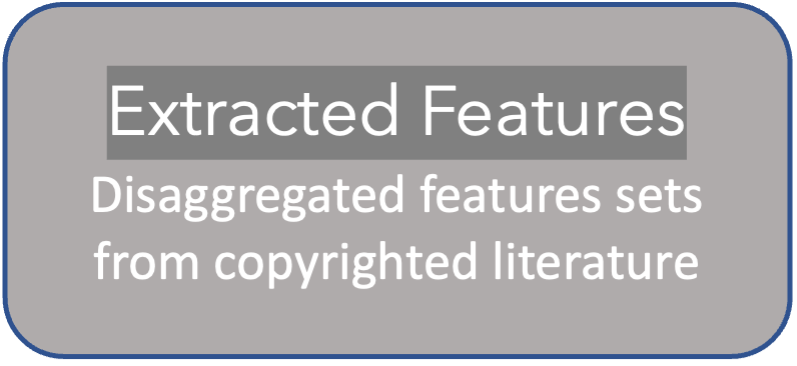 Extracted Features
Disaggregated features sets
from copyrighted literature